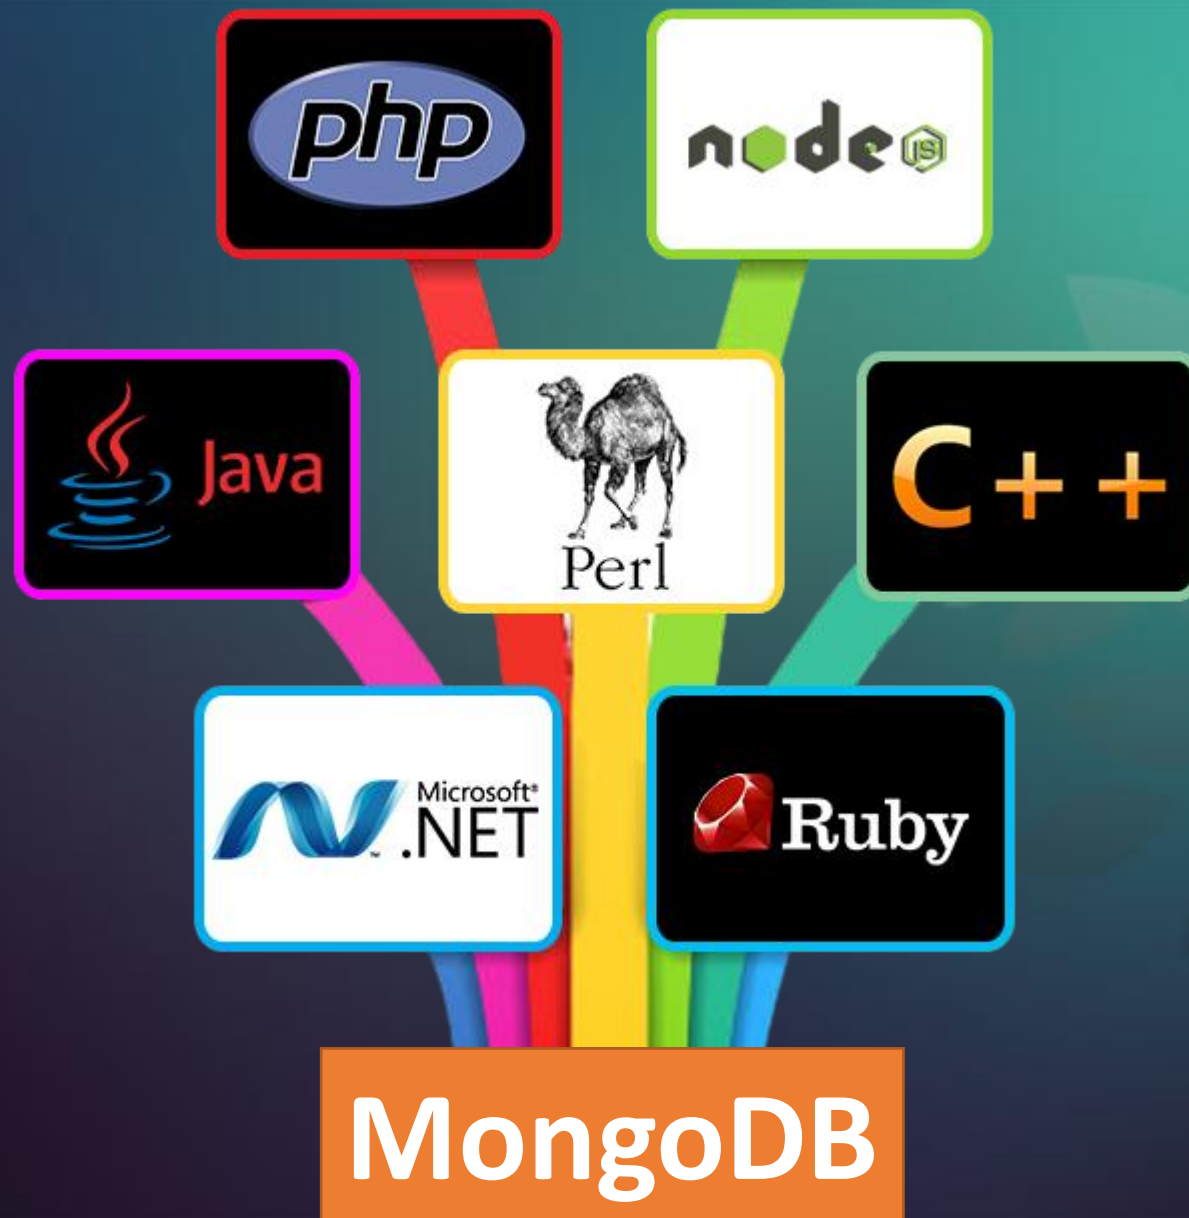 php
node JS
Java
Perl
C++
Microsoft®
.NET
Ruby
MongoDB